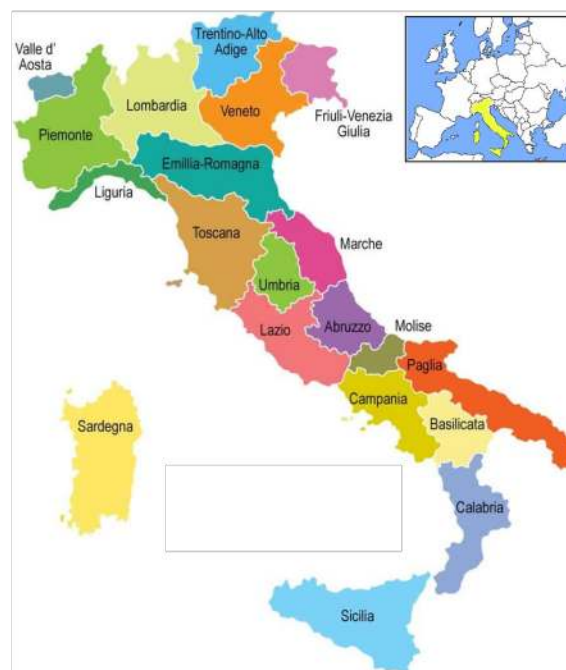 Trentino-Alto
Adige
Valle d'
Aosta
Lombardia
Veneto
Friuli-Venezia
Giulia
Piemonte
Emillia-Romagna
Liguria
Toscana
Marche
Umbria
Lazio
Abruzzo
Molise
Paglia
Campania
Basilicata
Sardegna
Calabria
Sicilia